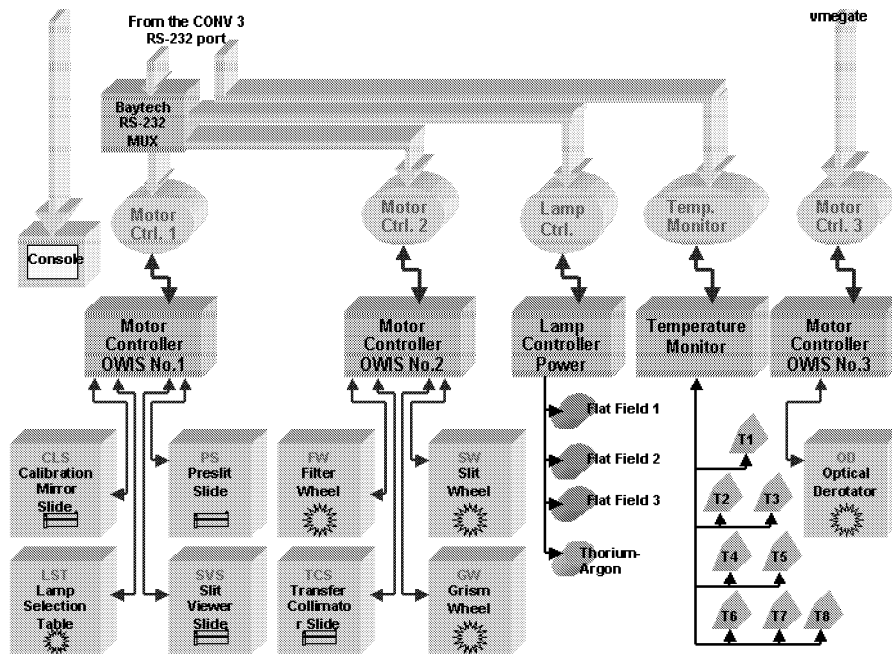 From the CONV 3
RS-232 port
vmegate
Baytech
RS-232
MUX
Console
Motor
Ctrl. 1
Motor
Ctrl. 2
Lamp
Ctrl.
Temp.
Monitor
Motor
Ctrl. 3
Motor
Controller
OWIS No.1
Motor
Controller
OWIS No.2
Lamp
Controller
Power
Temperature
Monitor
Motor
Controller
OWIS No.3
CLS
Calibration
Mirror
Slide
PS
Preslit
Slide
FW
Filter
Wheel
SW
Slit
Wheel
Flat Field 1
Flat Field 2
Flat Field 3
Thorium-
Argon
T1
T2
T3
T4
T5
T6
T7
T8
OD
Optical
Derotator
LST
Lamp
Selection
Table
SVS
Slit
Viewer
Slide
TCS
Transfer
Collimato
r Slide
GW
Grism
Wheel